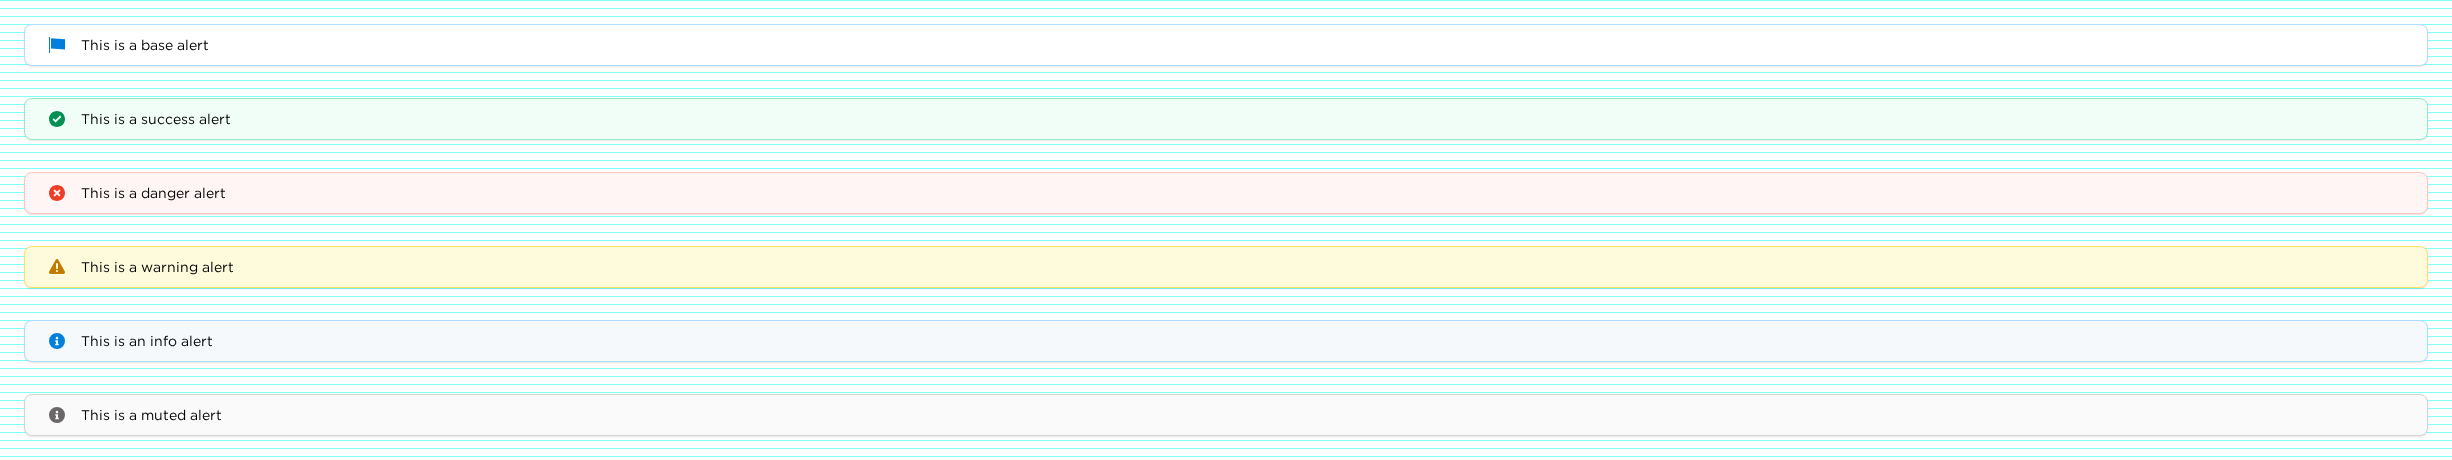 This is a base alert
This is a success alert
This is a danger alert
This is a warning alert
This is an info alert
This is a muted alert